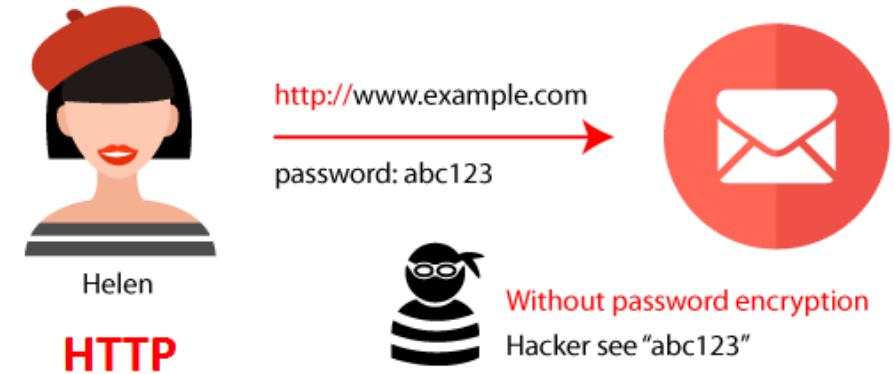 http://www.example.com
password: abc123
Helen
HTTP
Without password encryption
Hacker see “abc123”